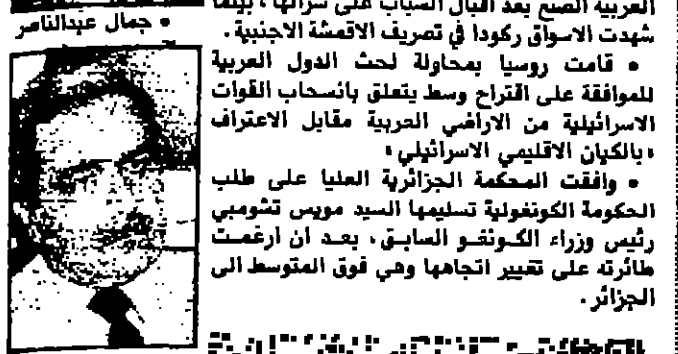 العربية الصنع بعد اقبال الشباب على شرائها، بينما
شهدت الاسواق ركودا في تصريف الاقمشة الاجنبية.
• قامت روسيا بمحاولة لحث الدول العربية
للموافقة على اقتراح وسط يتعلق بانسحاب القوات
الاسرائيلية من الاراضي العربية مقابل الاعتراف
«بالكيان الاقليمي الاسرائيلي»
• وافقت المحكمة الجزائرية العليا على طلب
الحكومة الكونغولية تسليمها السيد مويس تشومبي
رئيس وزراء الكونغو السابق، بعد ان ارغمت
طائرته على تغيير اتجاهها وهي فوق المتوسط الى
الجزائر.
• جمال عبدالناصر